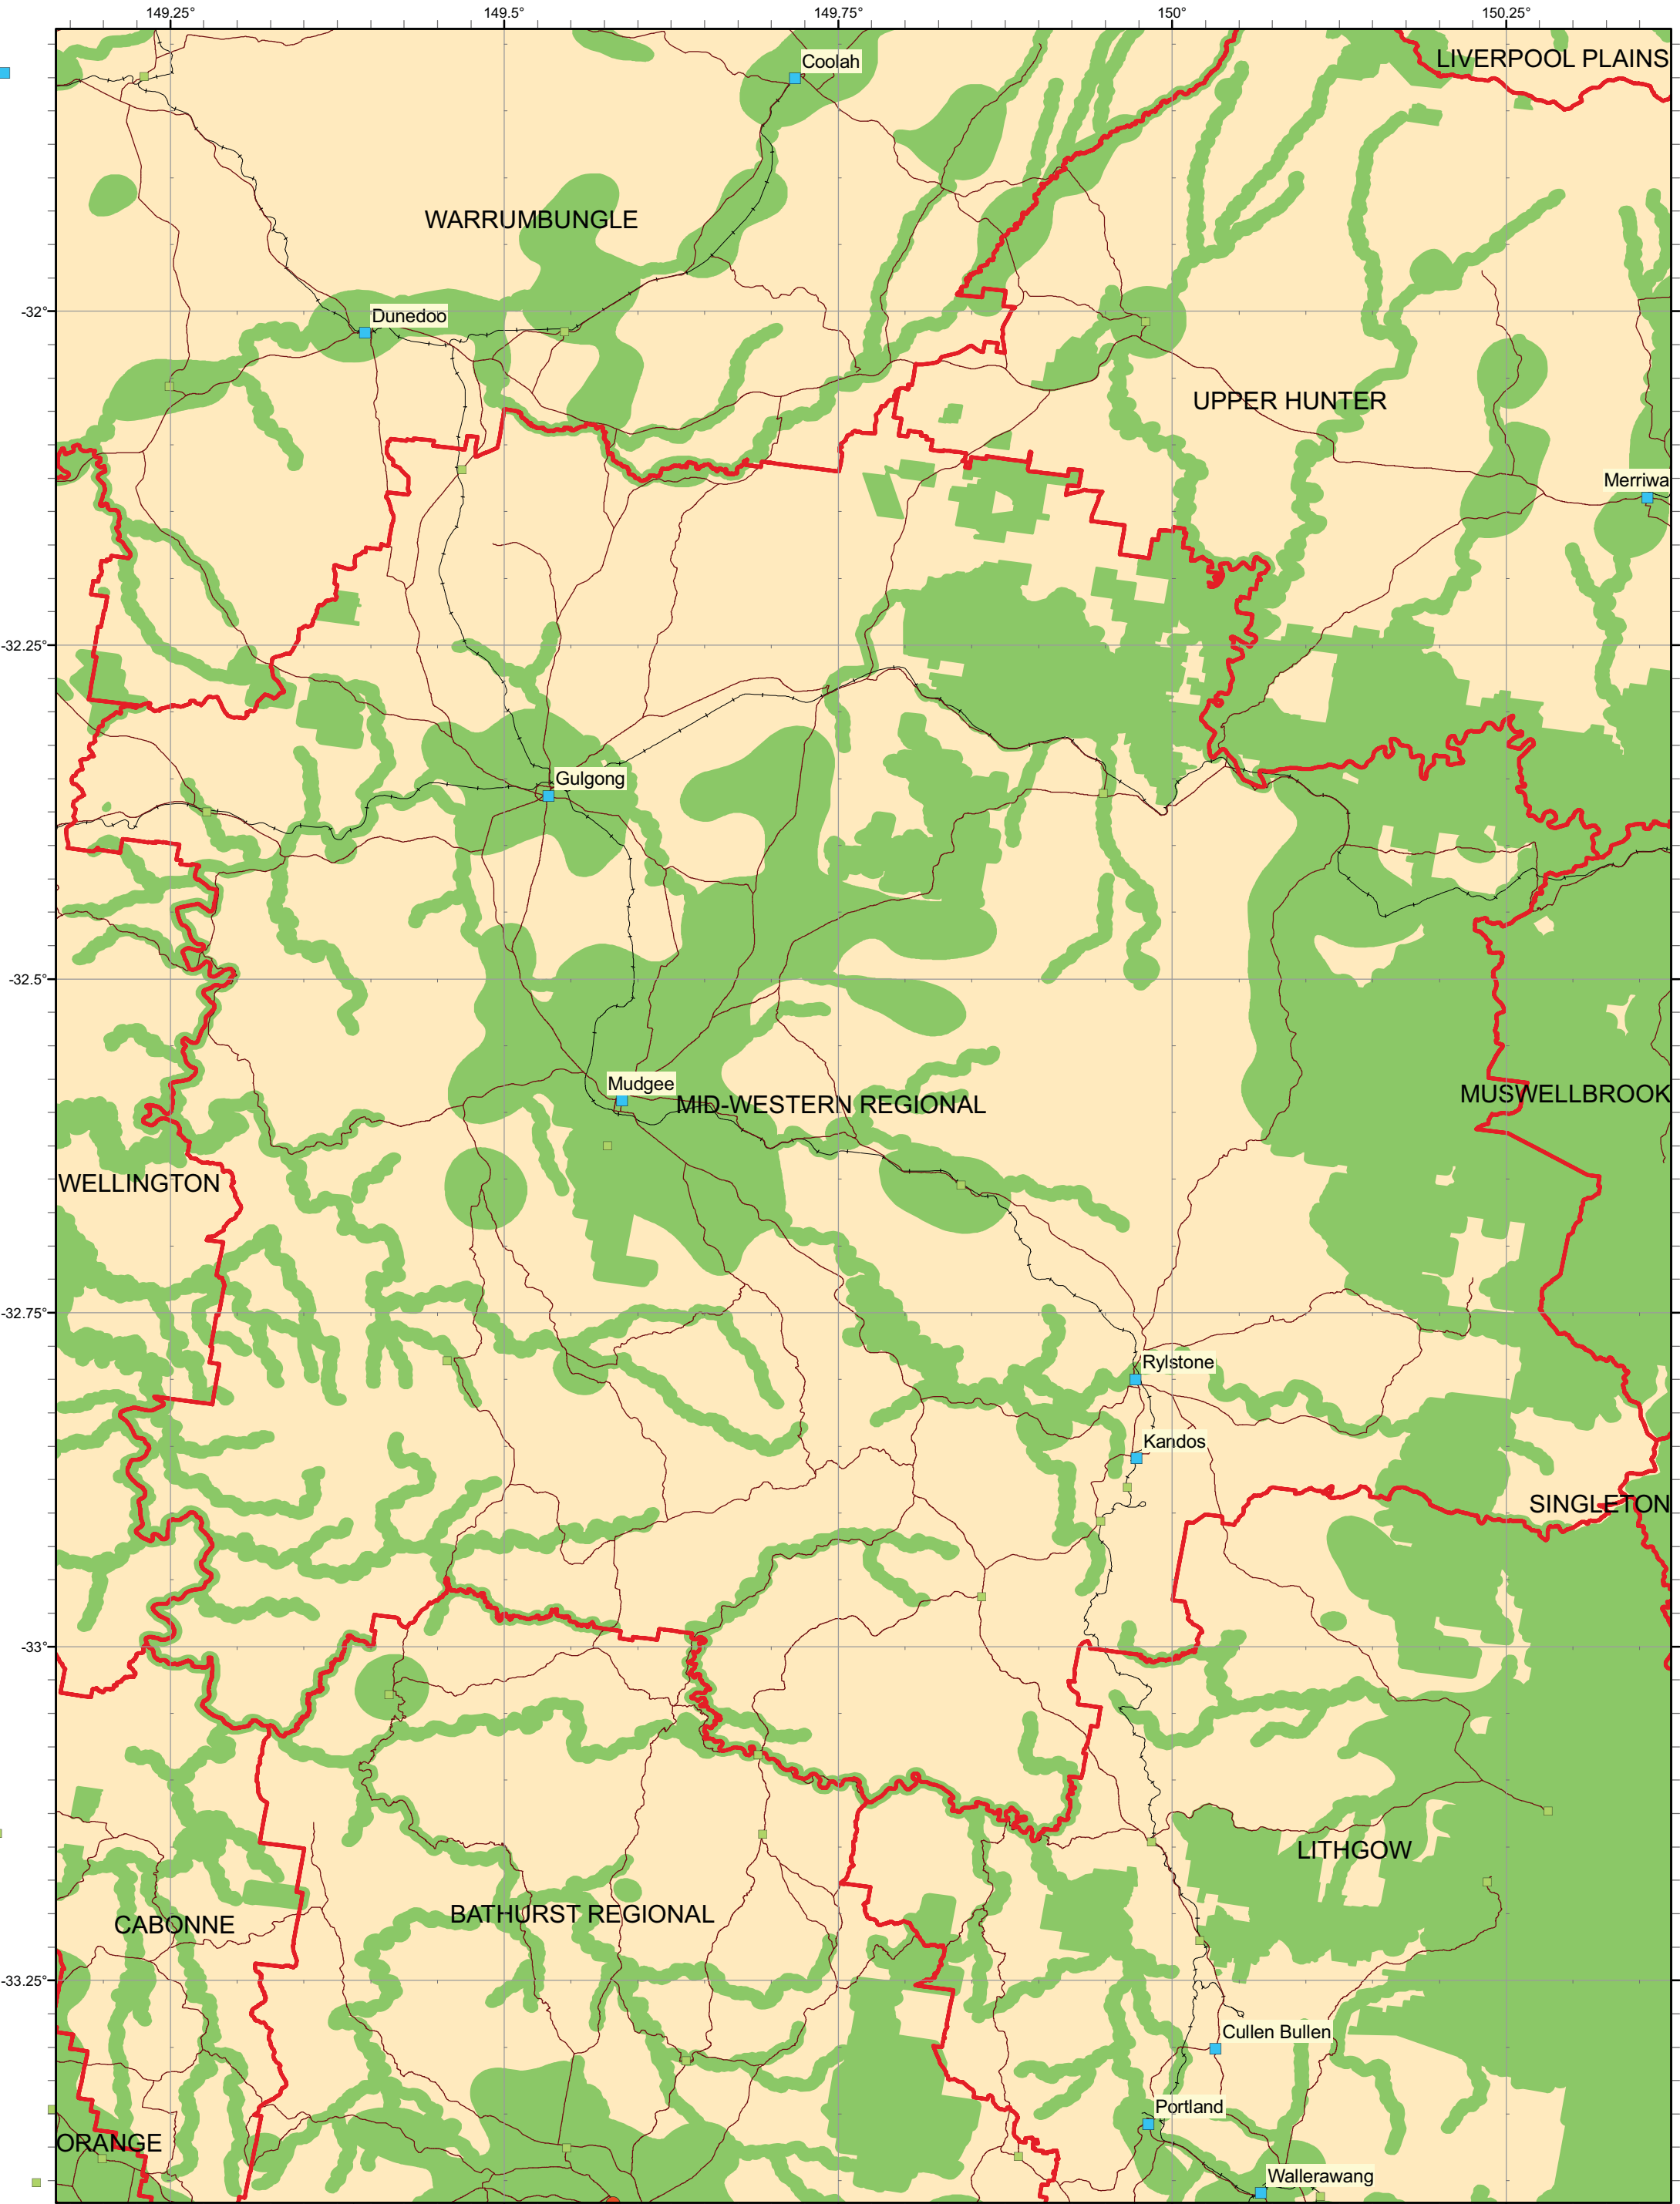 149.25° 149.5° 149.75° 150° 150.25°
LIVERPOOL PLAINS
Coolah
WARRUMBUNGLE
-32°
Dunedoo
UPPER HUNTER
Merriwa
-32.25°
Gulgong
-32.5°
Mudgee
MID-WESTERN REGIONAL
MUSWELLBROOK
WELLINGTON
-32.75°
Rylstone
Kandos
SINGLETON
-33°
LITHGOW
BATHURST REGIONAL
CABONNE
-33.25°
Cullen Bullen
Portland
ORANGE
Wallerawang